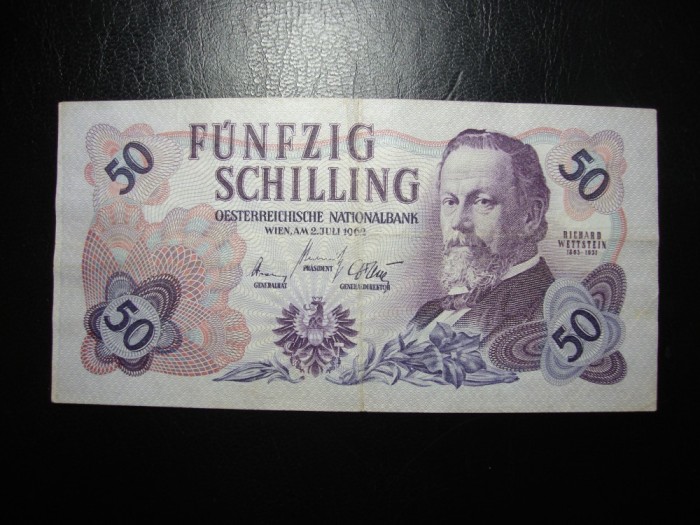 50
FÜNFZIG
SCHILLING
OESTERREICHISCHE NATIONALBANK
WIEN, AM 2. JULI 1962
50
RICHARD
WETTSTEIN
1863-1931
PRÄSIDENT
GENERALRAT
GENERALDIREKTOR
50
50